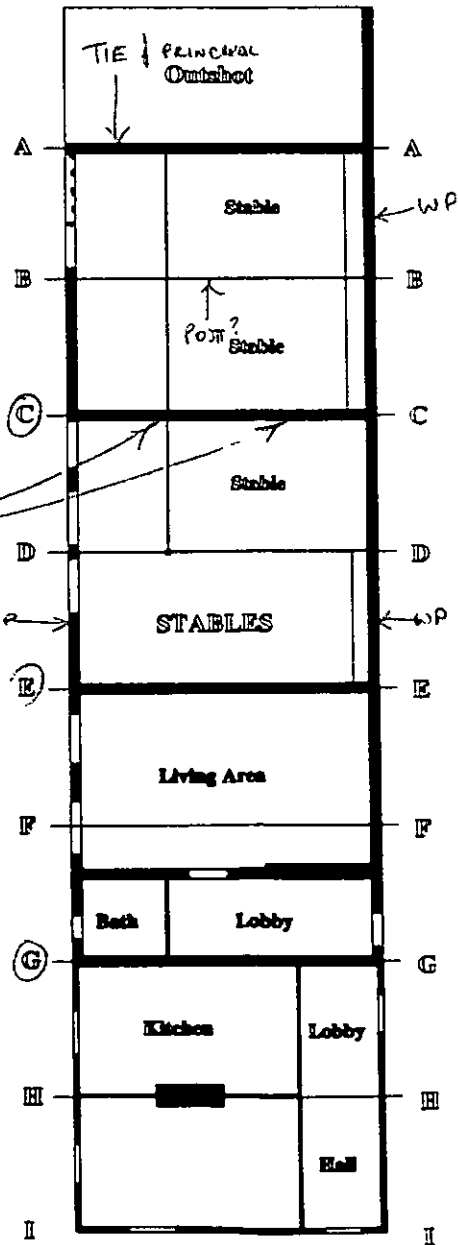 TIE & PRINCIPAL
Outshot
A A
Stable
WP
B B
POST?
Stable
C C
Stable
D D
STABLES
WP
E E
Living Area
F F
Bath Lobby
G G
Kitchen Lobby
H H
Hall
I I